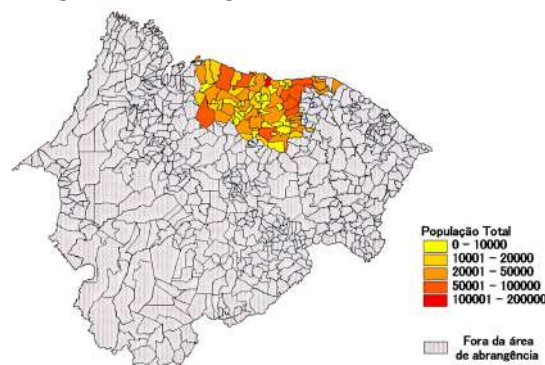 População Total
0 - 10000
10001 - 20000
20001 - 50000
50001 - 100000
100001 - 200000
Fora da área
de abrangência